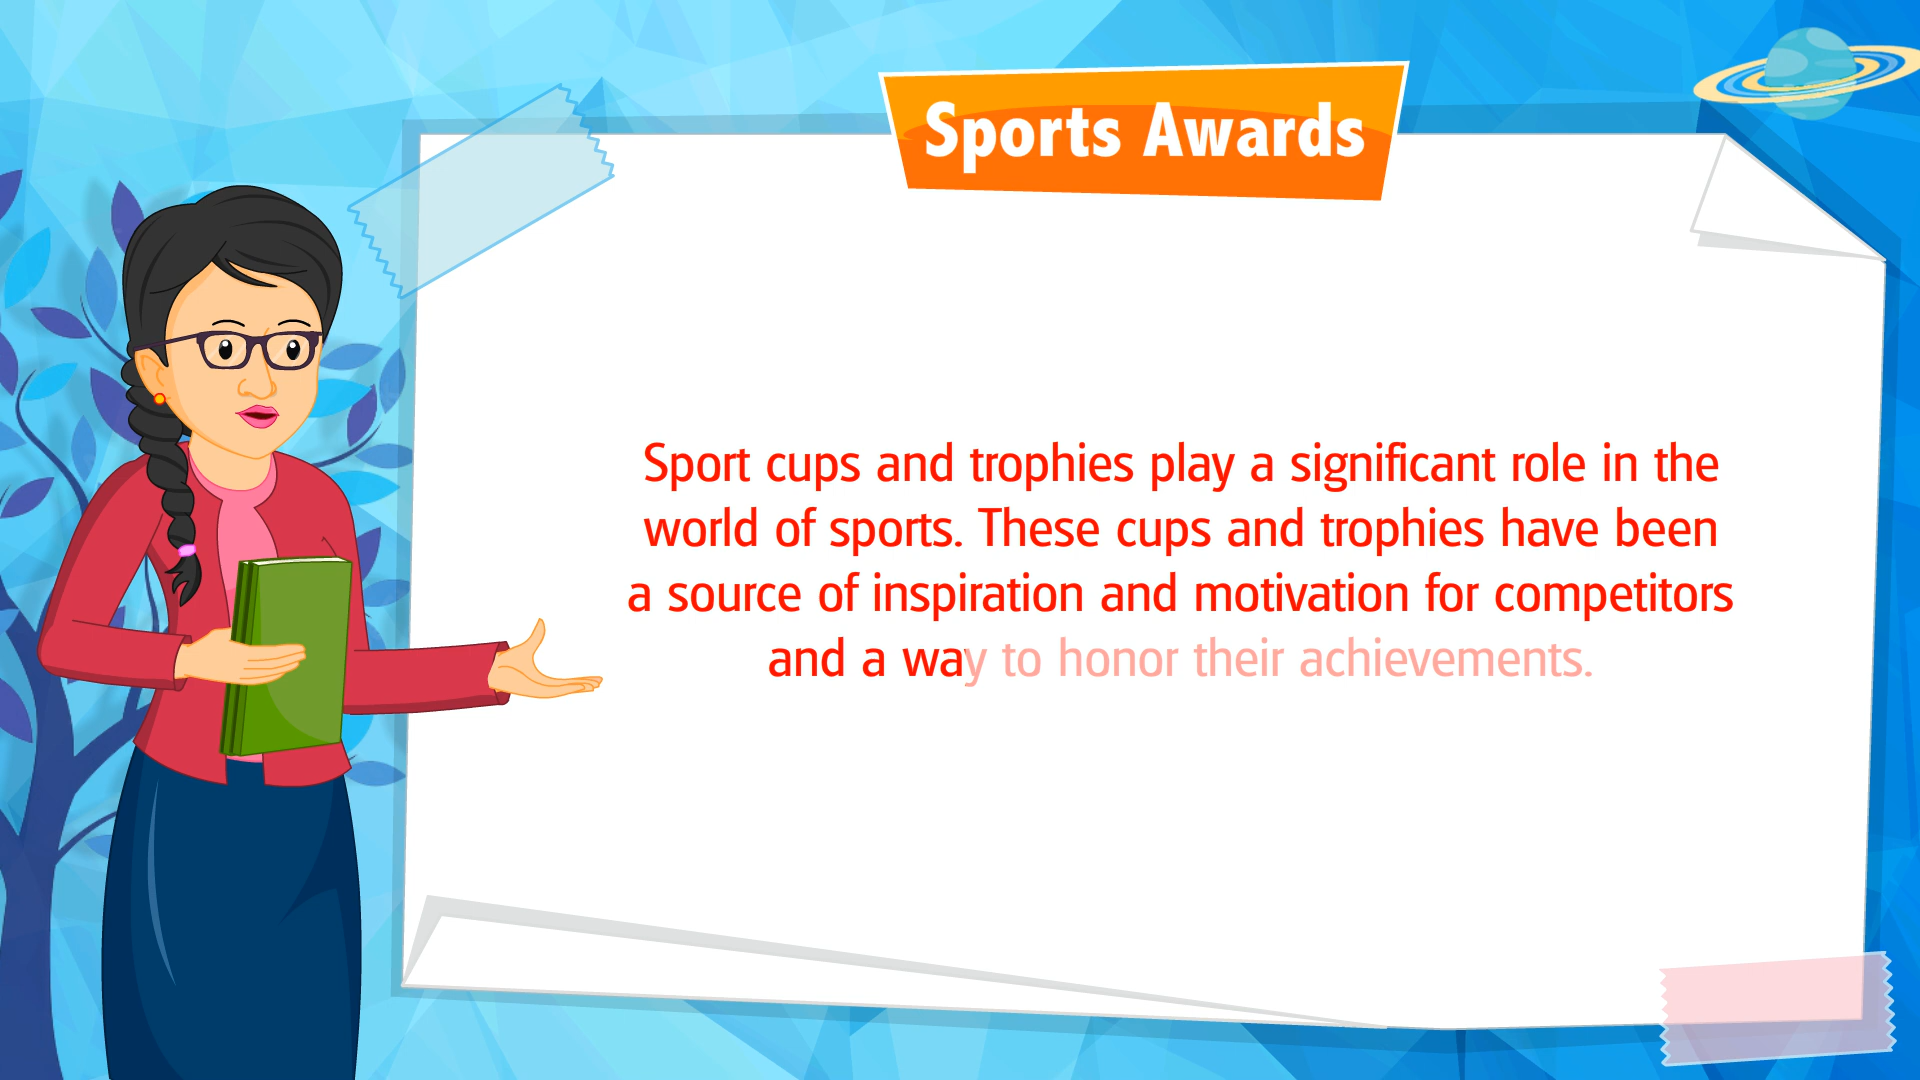 Sports Awards
Sport cups and trophies play a significant role in the
world of sports. These cups and trophies have been
a source of inspiration and motivation for competitors
and a way to honor their achievements.